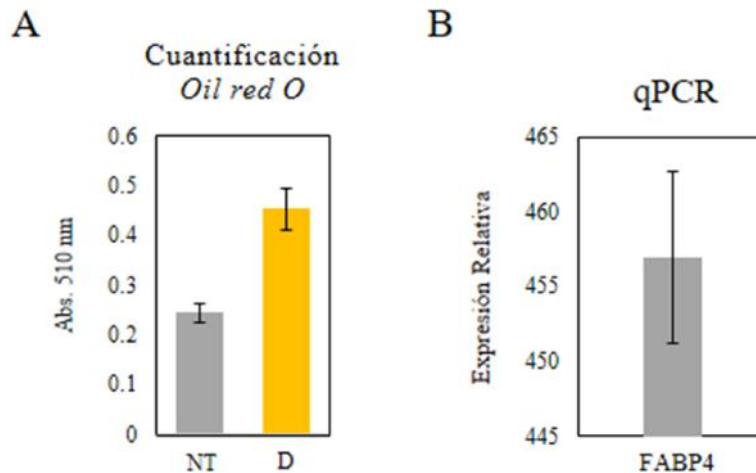 A
Cuantificación
Oil red O
Abs. 510 nm
0.6
0.5
0.4
0.3
0.2
0.1
0
NT D
B
qPCR
Expresión Relativa
465
460
455
450
445
FABP4